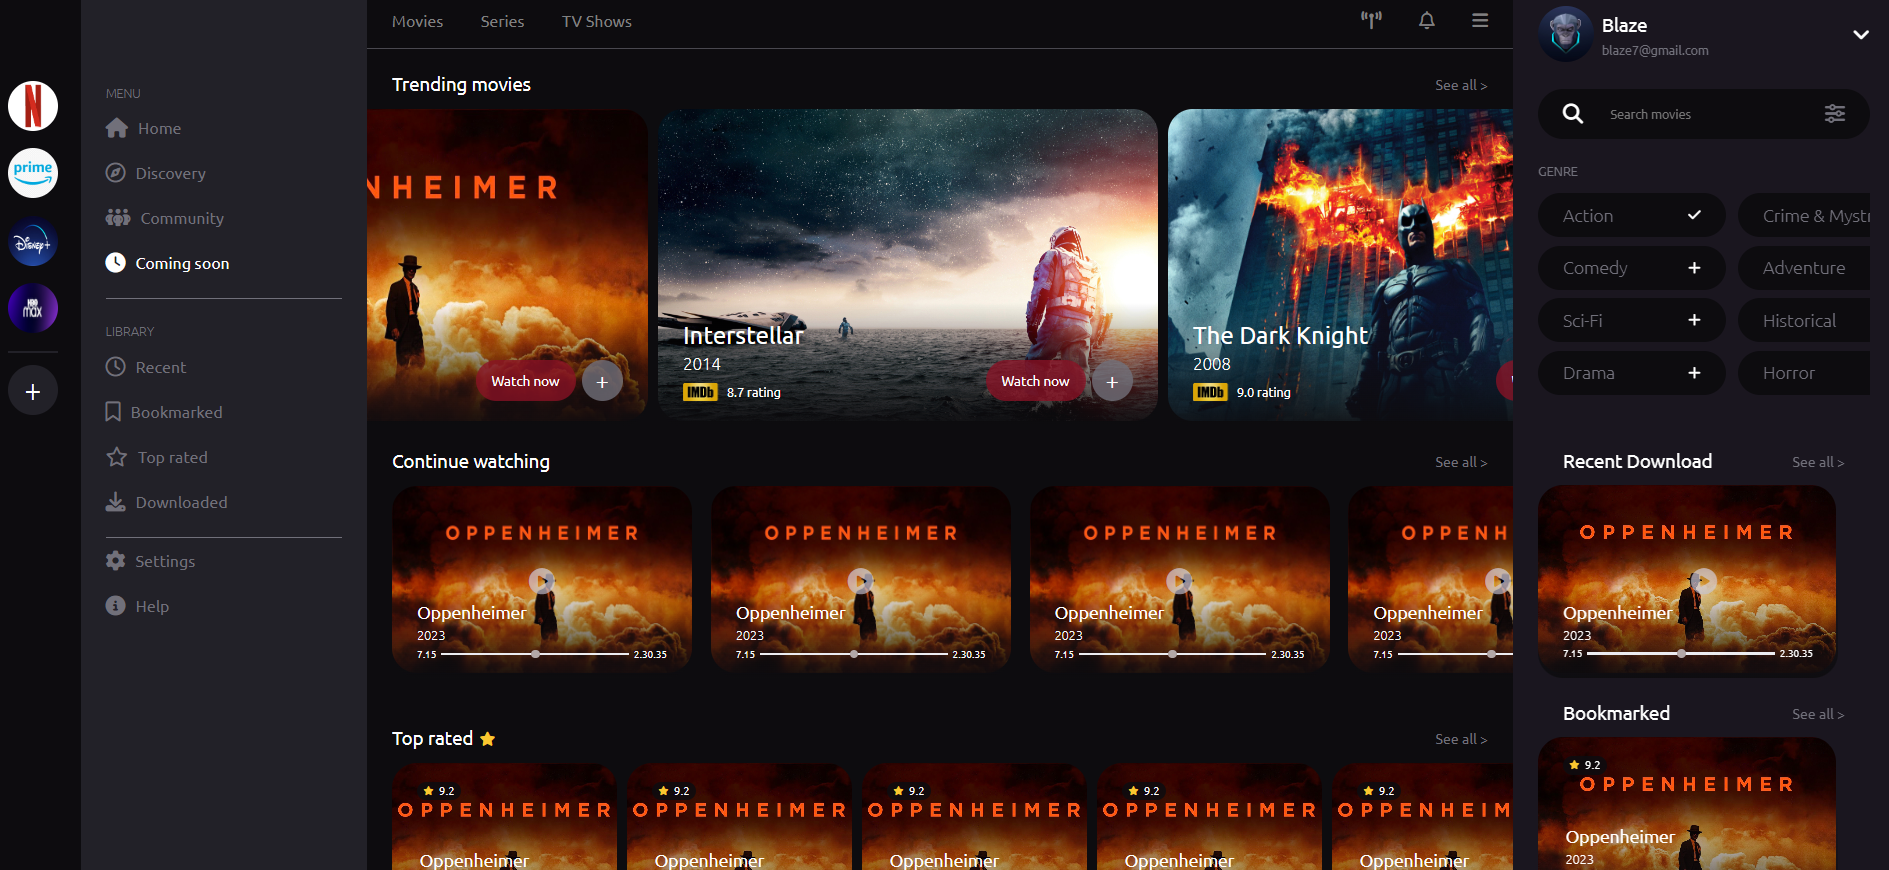 N
prime
Disney+
HBO
max
+
MENU
Home
Discovery
Community
Coming soon
LIBRARY
Recent
Bookmarked
Top rated
Downloaded
Settings
Help
Movies
Series
TV Shows
Trending movies
See all >
NHEIMER
Watch now
+
Interstellar
2014
IMDb 8.7 rating
Watch now
+
The Dark Knight
2008
IMDb 9.0 rating
Continue watching
See all >
OPPENHEIMER
Oppenheimer
2023
7.15 2.30.35
OPPENHEIMER
Oppenheimer
2023
7.15 2.30.35
OPPENHEIMER
Oppenheimer
2023
7.15 2.30.35
OPPENH
Oppenheimer
2023
7.15
Top rated
See all >
9.2
OPPENHEIMER
Oppenheimer
9.2
OPPENHEIMER
Oppenheimer
9.2
OPPENHEIMER
Oppenheimer
9.2
OPPENHEIMER
Oppenheimer
9.2
OPPENHEIM
Oppenheimer
Blaze
blaze7@gmail.com
Search movies
GENRE
Action
Crime & Mystr
Comedy +
Adventure
Sci-Fi +
Historical
Drama +
Horror
Recent Download
See all >
OPPENHEIMER
Oppenheimer
2023
7.15 2.30.35
Bookmarked
See all >
9.2
OPPENHEIMER
Oppenheimer
2023